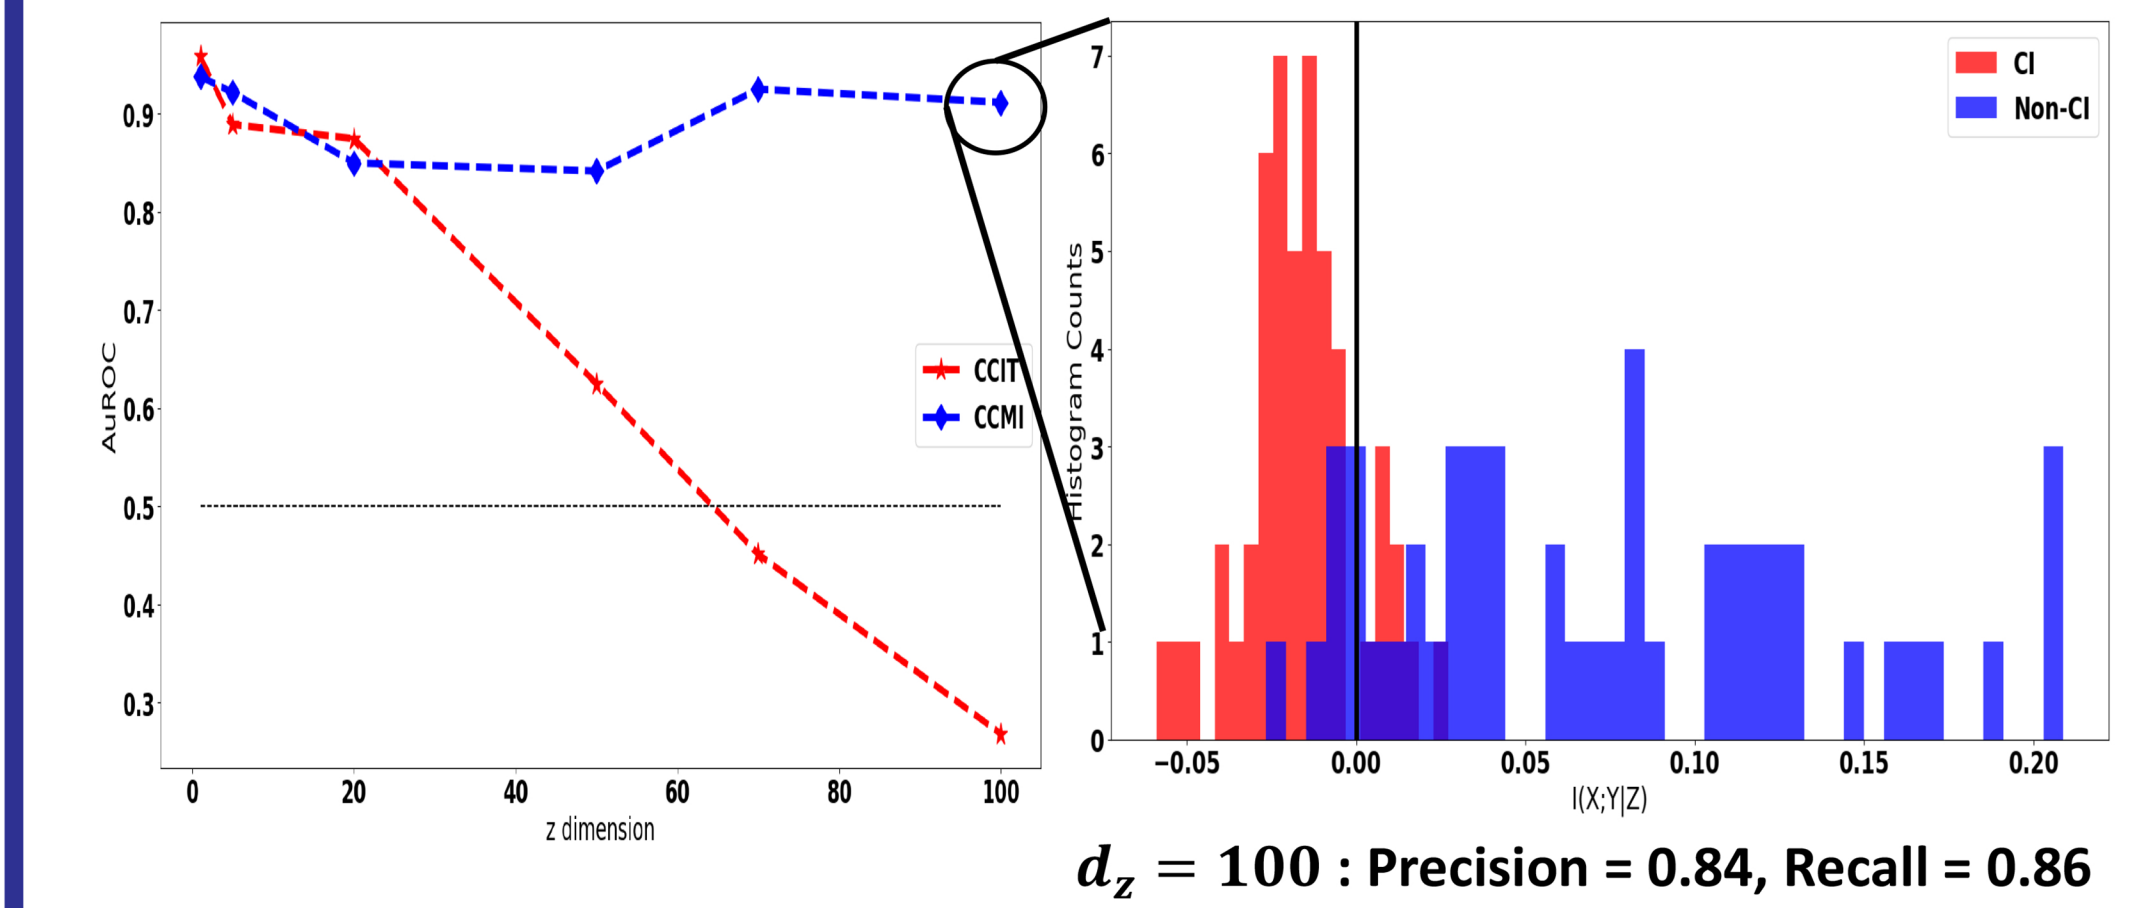 AuROC
0.9
0.8
0.7
0.6
0.5
0.4
0.3
0 20 40 60 80 100
z dimension
CCIT
CCMI
Histogram Counts
7
6
5
4
3
2
1
0
−0.05 0.00 0.05 0.10 0.15 0.20
I(X;Y|Z)
CI
Non-CI
d_z = 100 : Precision = 0.84, Recall = 0.86